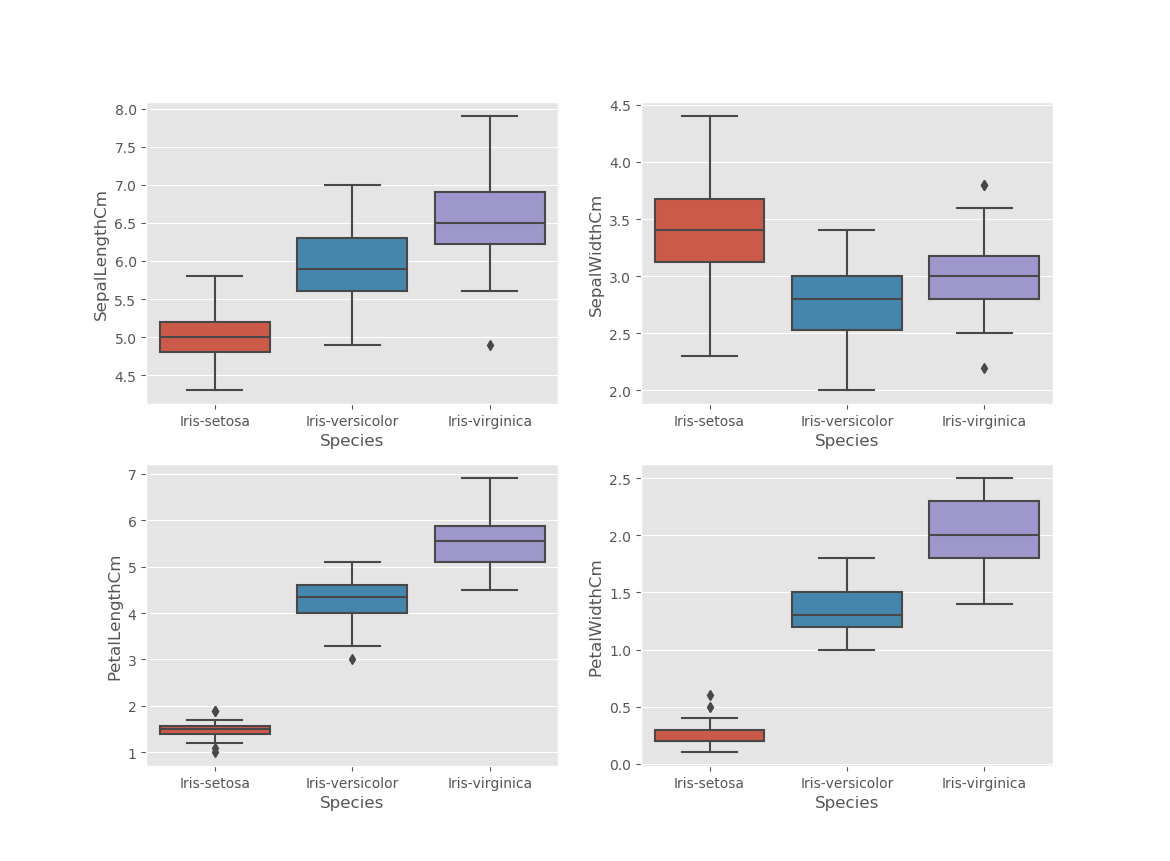 8.0
7.5
7.0
6.5
6.0
5.5
5.0
4.5
SepalLengthCm
Iris-setosa Iris-versicolor Iris-virginica
Species
4.5
4.0
3.5
3.0
2.5
2.0
SepalWidthCm
Iris-setosa Iris-versicolor Iris-virginica
Species
7
6
5
4
3
2
1
PetalLengthCm
Iris-setosa Iris-versicolor Iris-virginica
Species
2.5
2.0
1.5
1.0
0.5
0.0
PetalWidthCm
Iris-setosa Iris-versicolor Iris-virginica
Species